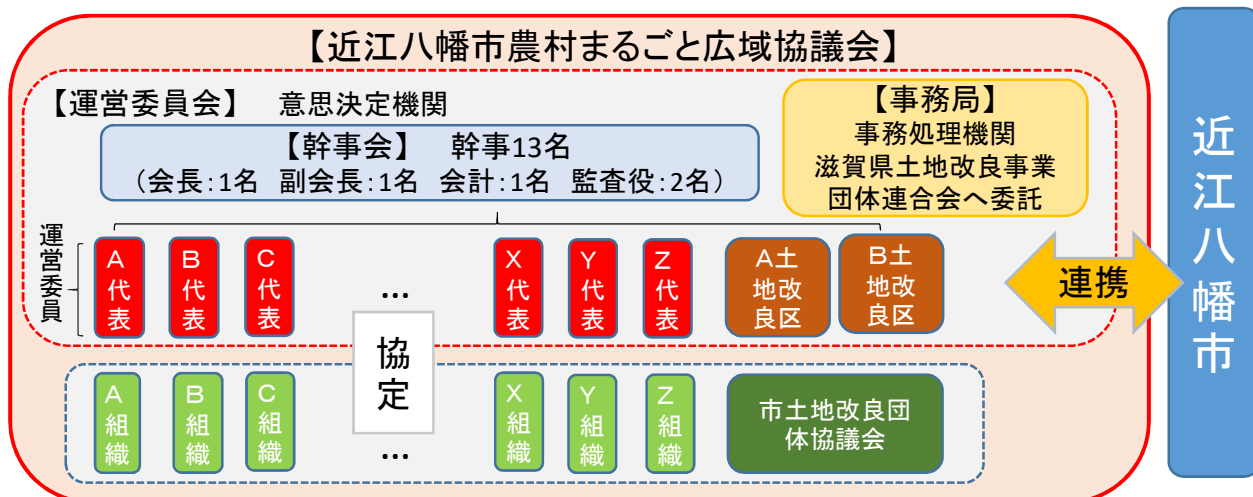 【近江八幡市農村まるごと広域協議会】
【運営委員会】 意思決定機関
【幹事会】 幹事13名
（会長：1名 副会長：1名 会計：1名 監査役：2名）
【事務局】
事務処理機関
滋賀県土地改良事業
団体連合会へ委託
運営委員
A代表
B代表
C代表
…
X代表
Y代表
Z代表
A土
地改
良区
B土
地改
良区
連携
近江八幡市
協定
A組織
B組織
C組織
…
X組織
Y組織
Z組織
市土地改良団
体協議会